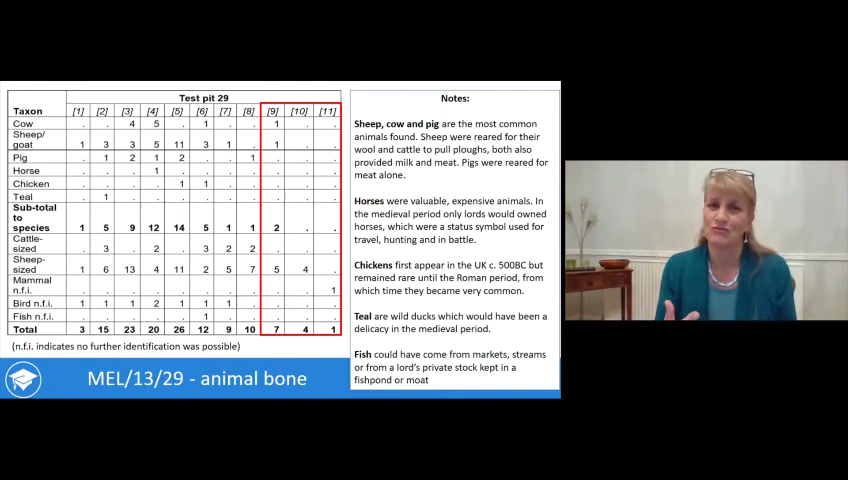 Test pit 29
Taxon [1] [2] [3] [4] [5] [6] [7] [8] [9] [10] [11]
Cow . . 4 5 . 1 . . 1 . .
Sheep/
goat 1 3 3 5 11 3 1 . 1 . .
Pig . 1 2 1 2 . . 1 . . .
Horse . . . 1 . . . . . . .
Chicken . . . . 1 1 . . . . .
Teal . 1 . . . . . . . . .
Sub-total
to
species 1 5 9 12 14 5 1 1 2 . .
Cattle-
sized . 3 . 2 . 3 2 2 . . .
Sheep-
sized 1 6 13 4 11 2 5 7 5 4 .
Mammal
n.f.i. . . . . . . . . . . 1
Bird n.f.i. 1 1 1 2 1 1 1 . . . .
Fish n.f.i. . . . . . 1 . . . . .
Total 3 15 23 20 26 12 9 10 7 4 1
(n.f.i. indicates no further identification was possible)
MEL/13/29 - animal bone
Notes:
Sheep, cow and pig are the most common
animals found. Sheep were reared for their
wool and cattle to pull ploughs, both also
provided milk and meat. Pigs were reared for
meat alone.
Horses were valuable, expensive animals. In
the medieval period only lords would owned
horses, which were a status symbol used for
travel, hunting and in battle.
Chickens first appear in the UK c. 500BC but
remained rare until the Roman period, from
which time they became very common.
Teal are wild ducks which would have been a
delicacy in the medieval period.
Fish could have come from markets, streams
or from a lord's private stock kept in a
fishpond or moat